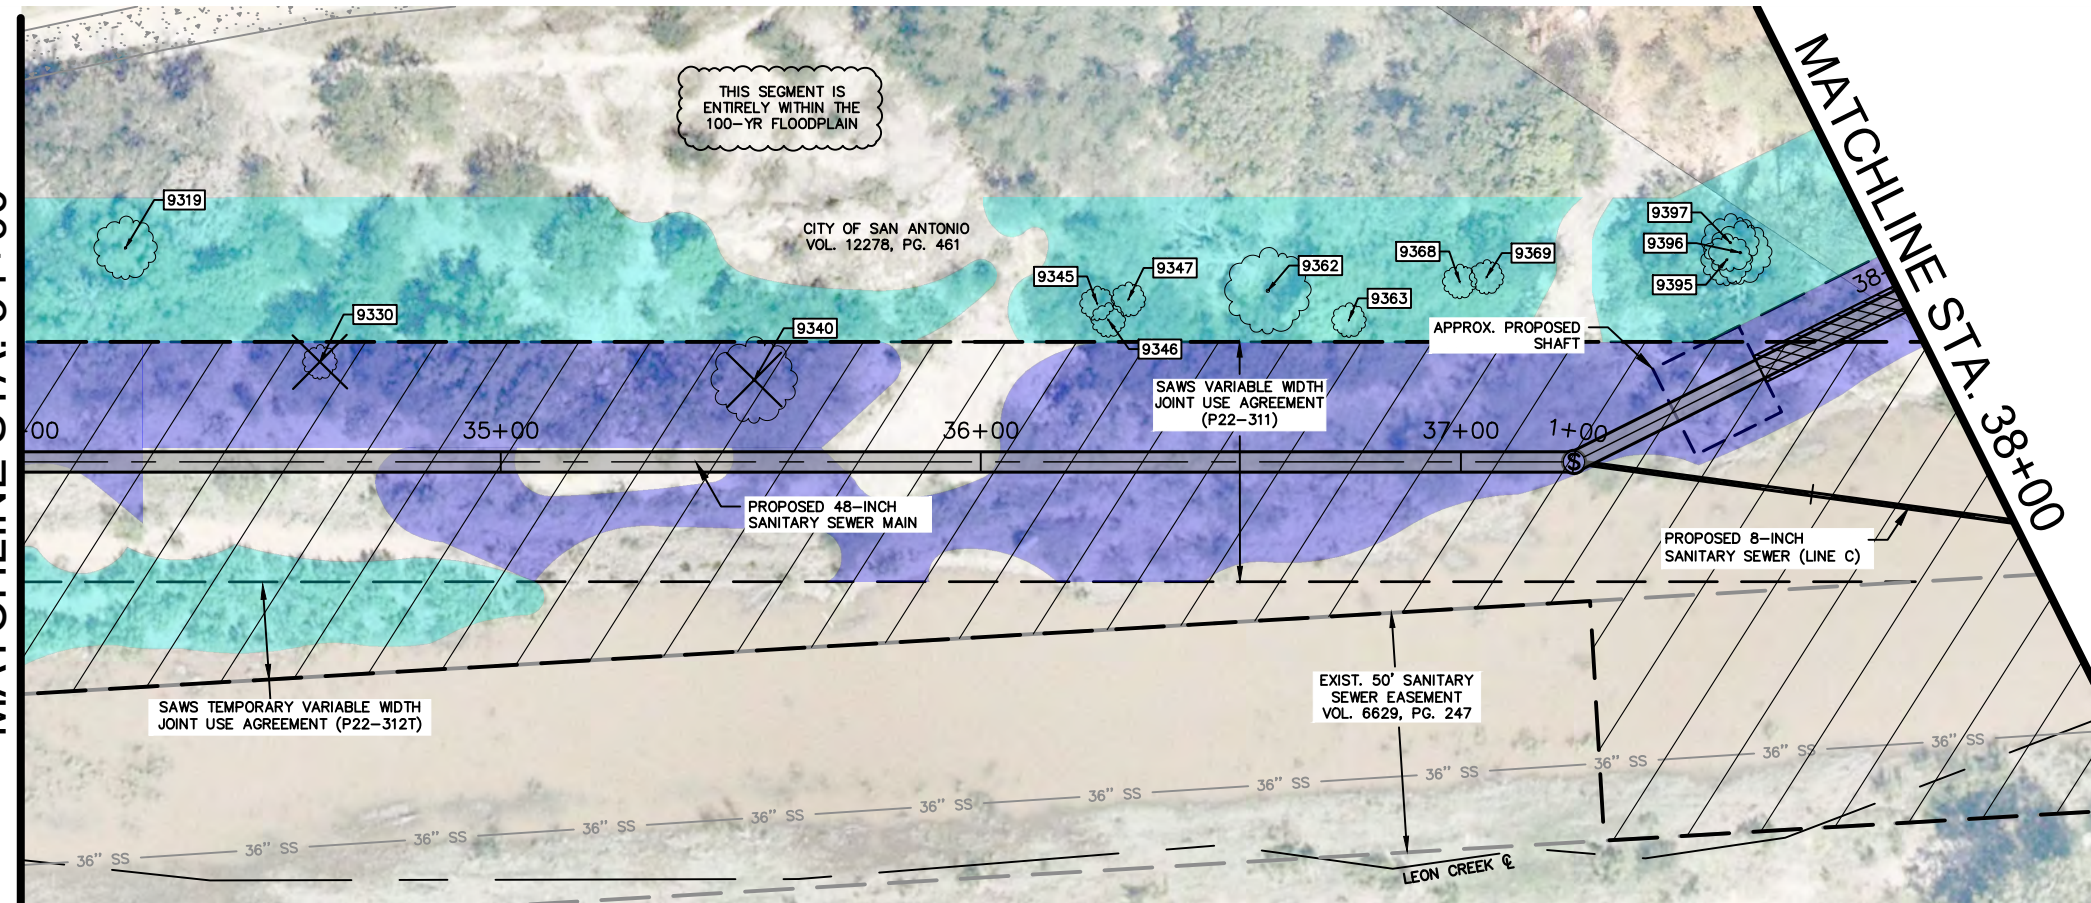 THIS SEGMENT IS
ENTIRELY WITHIN THE
100-YR FLOODPLAIN
MATCHLINE STA. 38+00
9319
CITY OF SAN ANTONIO
VOL. 12278, PG. 461
9397
9396
9395
9345
9347
9362
9368
9369
9363
9346
9330
9340
APPROX. PROPOSED
SHAFT
38+
SAWS VARIABLE WIDTH
JOINT USE AGREEMENT
(P22-311)
+00
35+00
36+00
37+00
1+00
S
PROPOSED 48-INCH
SANITARY SEWER MAIN
PROPOSED 8-INCH
SANITARY SEWER (LINE C)
SAWS TEMPORARY VARIABLE WIDTH
JOINT USE AGREEMENT (P22-312T)
EXIST. 50' SANITARY
SEWER EASEMENT
VOL. 6629, PG. 247
36" SS
36" SS
36" SS
36" SS
36" SS
36" SS
36" SS
36" SS
36" SS
36" SS
36" SS
36" SS
LEON CREEK ℄